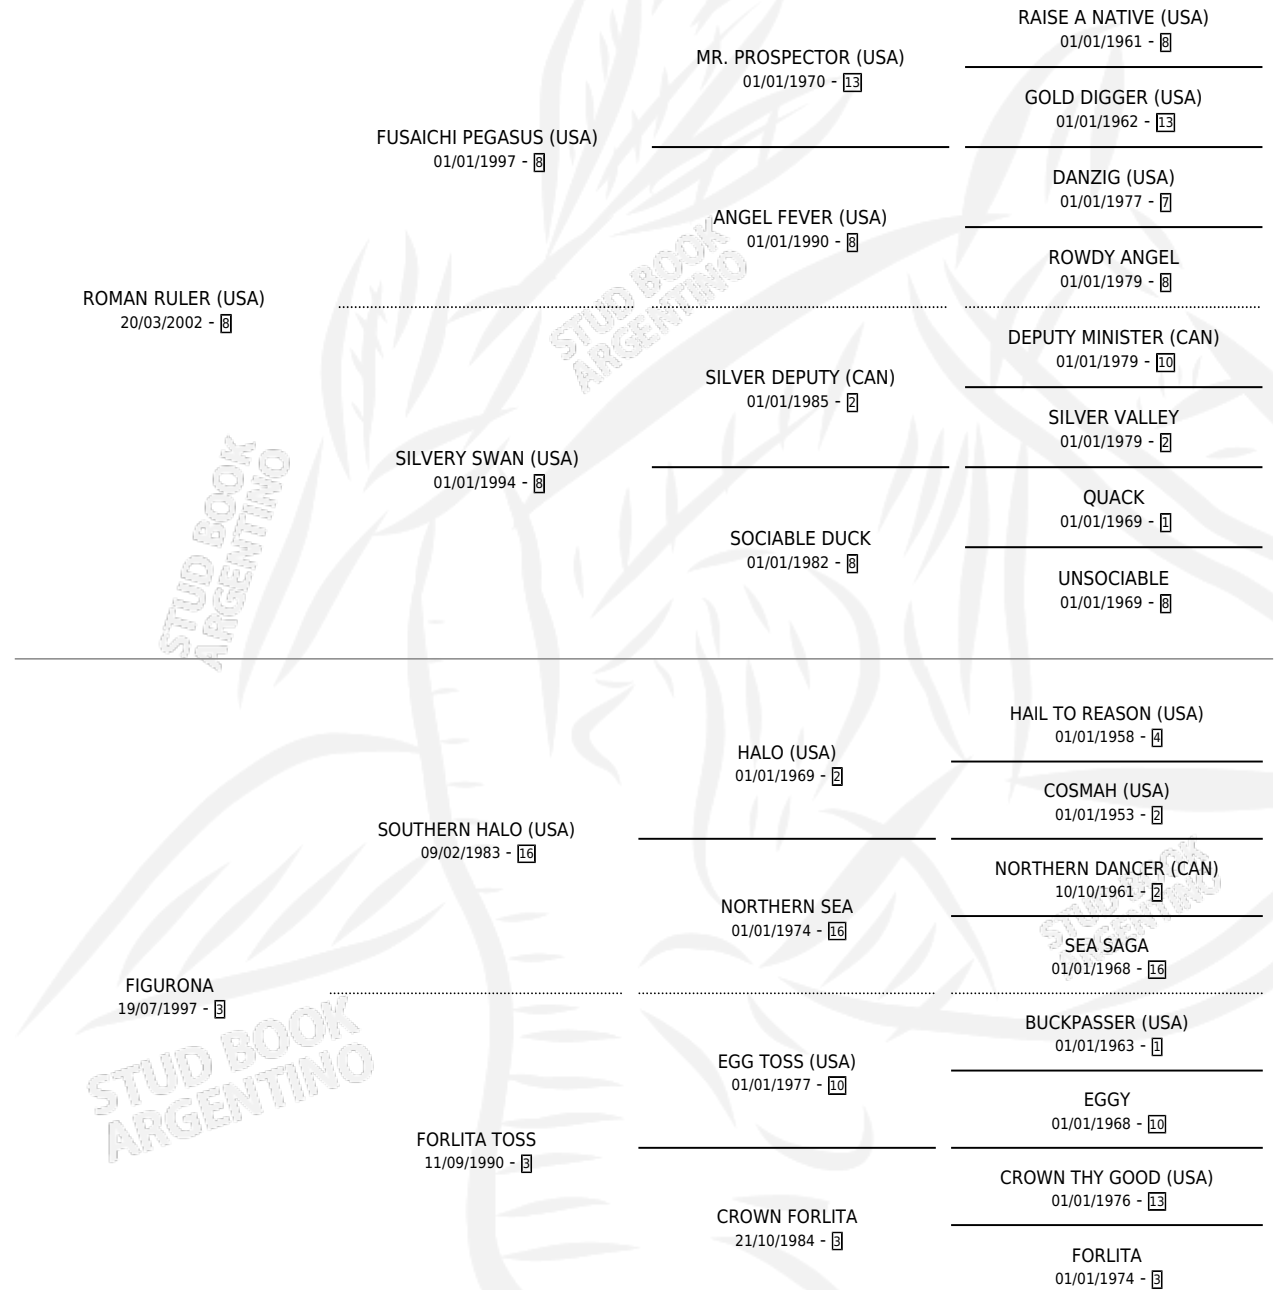 RAISE A NATIVE (USA)
01/01/1961 - 8
MR. PROSPECTOR (USA)
01/01/1970 - 13
GOLD DIGGER (USA)
01/01/1962 - 13
FUSAICHI PEGASUS (USA)
01/01/1997 - 8
DANZIG (USA)
01/01/1977 - 7
ANGEL FEVER (USA)
01/01/1990 - 8
ROWDY ANGEL
01/01/1979 - 8
STUD BOOK
ARGENTINO
ROMAN RULER (USA)
20/03/2002 - 8
DEPUTY MINISTER (CAN)
01/01/1979 - 10
SILVER DEPUTY (CAN)
01/01/1985 - 2
SILVER VALLEY
01/01/1979 - 2
SILVERY SWAN (USA)
01/01/1994 - 8
QUACK
01/01/1969 - 1
SOCIABLE DUCK
01/01/1982 - 8
UNSOCIABLE
01/01/1969 - 8
STUD BOOK
ARGENTINO
HAIL TO REASON (USA)
01/01/1958 - 4
HALO (USA)
01/01/1969 - 2
COSMAH (USA)
01/01/1953 - 2
SOUTHERN HALO (USA)
09/02/1983 - 16
NORTHERN DANCER (CAN)
10/10/1961 - 2
NORTHERN SEA
01/01/1974 - 16
SEA SAGA
01/01/1968 - 16
STUD BOOK
ARGENTINO
FIGURONA
19/07/1997 - 3
BUCKPASSER (USA)
01/01/1963 - 1
EGG TOSS (USA)
01/01/1977 - 10
EGGY
01/01/1968 - 10
STUD BOOK
ARGENTINO
FORLITA TOSS
11/09/1990 - 3
CROWN THY GOOD (USA)
01/01/1976 - 13
CROWN FORLITA
21/10/1984 - 3
FORLITA
01/01/1974 - 3